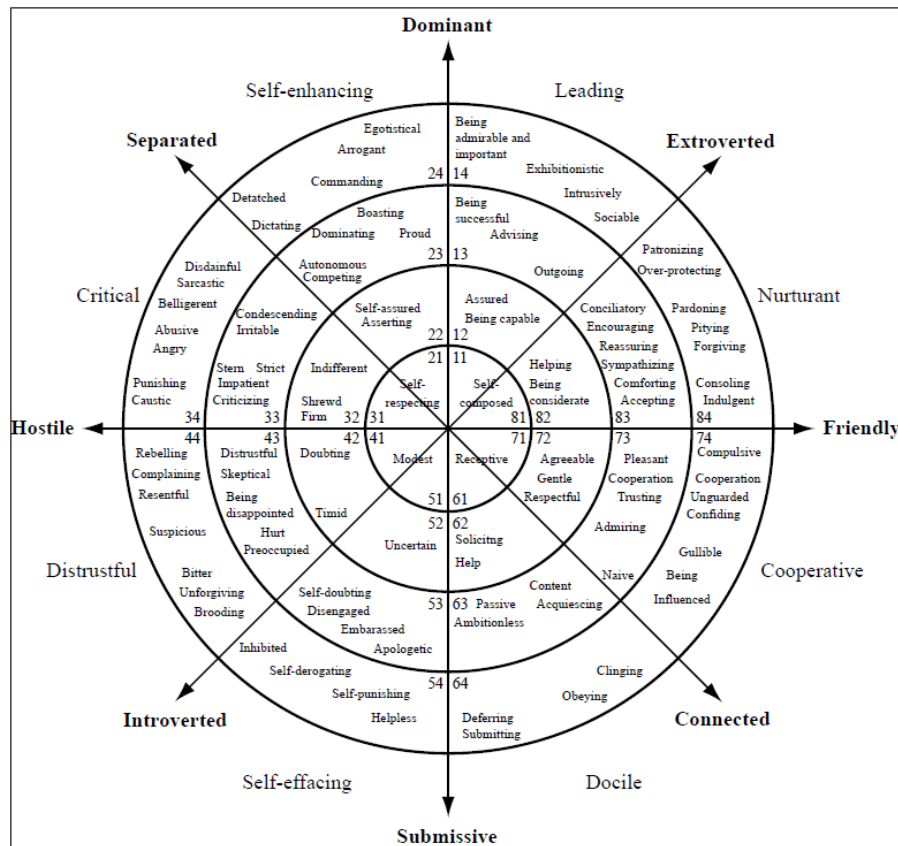 Dominant
Self-enhancing
Leading
Separated
Extroverted
Egotistical
Arrogant
Commanding
24
14
Being
admirable and
important
Exhibitionistic
Intrusively
Sociable
Detatched
Dictating
Boasting
Dominating
Proud
23
13
Being
successful
Advising
Outgoing
Patronizing
Over-protecting
Critical
Nurturant
Disdainful
Sarcastic
Belligerent
Abusive
Angry
Punishing
Caustic
34
Autonomous
Competing
Condescending
Irritable
Stern Strict
Impatient
Criticizing
33
Self-assured
Asserting
22
12
Assured
Being capable
Indifferent
Shrewd
Firm
32
21
11
Self-
respecting
31
Self-
composed
81
Helping
Being
considerate
82
Conciliatory
Encouraging
Reassuring
Sympathizing
Comforting
Accepting
83
Pardoning
Pitying
Forgiving
Consoling
Indulgent
84
Hostile
Friendly
44
Rebelling
Complaining
Resentful
Suspicious
Bitter
Unforgiving
Brooding
43
Distrustful
Skeptical
Being
disappointed
Hurt
Preoccupied
42
Doubting
Timid
41
Modest
51
71
Receptive
61
72
Agreeable
Gentle
Respectful
73
Pleasant
Cooperation
Trusting
Admiring
Naive
74
Compulsive
Cooperation
Unguarded
Confiding
Gullible
Being
Influenced
52
Uncertain
62
Solicitng
Help
Distrustful
Cooperative
Self-doubting
Disengaged
Embarassed
Apologetic
53
63
Passive
Ambitionless
Content
Acquiescing
Inhibited
Self-derogating
Self-punishing
Helpless
54
64
Deferring
Submitting
Clinging
Obeying
Introverted
Connected
Self-effacing
Docile
Submissive